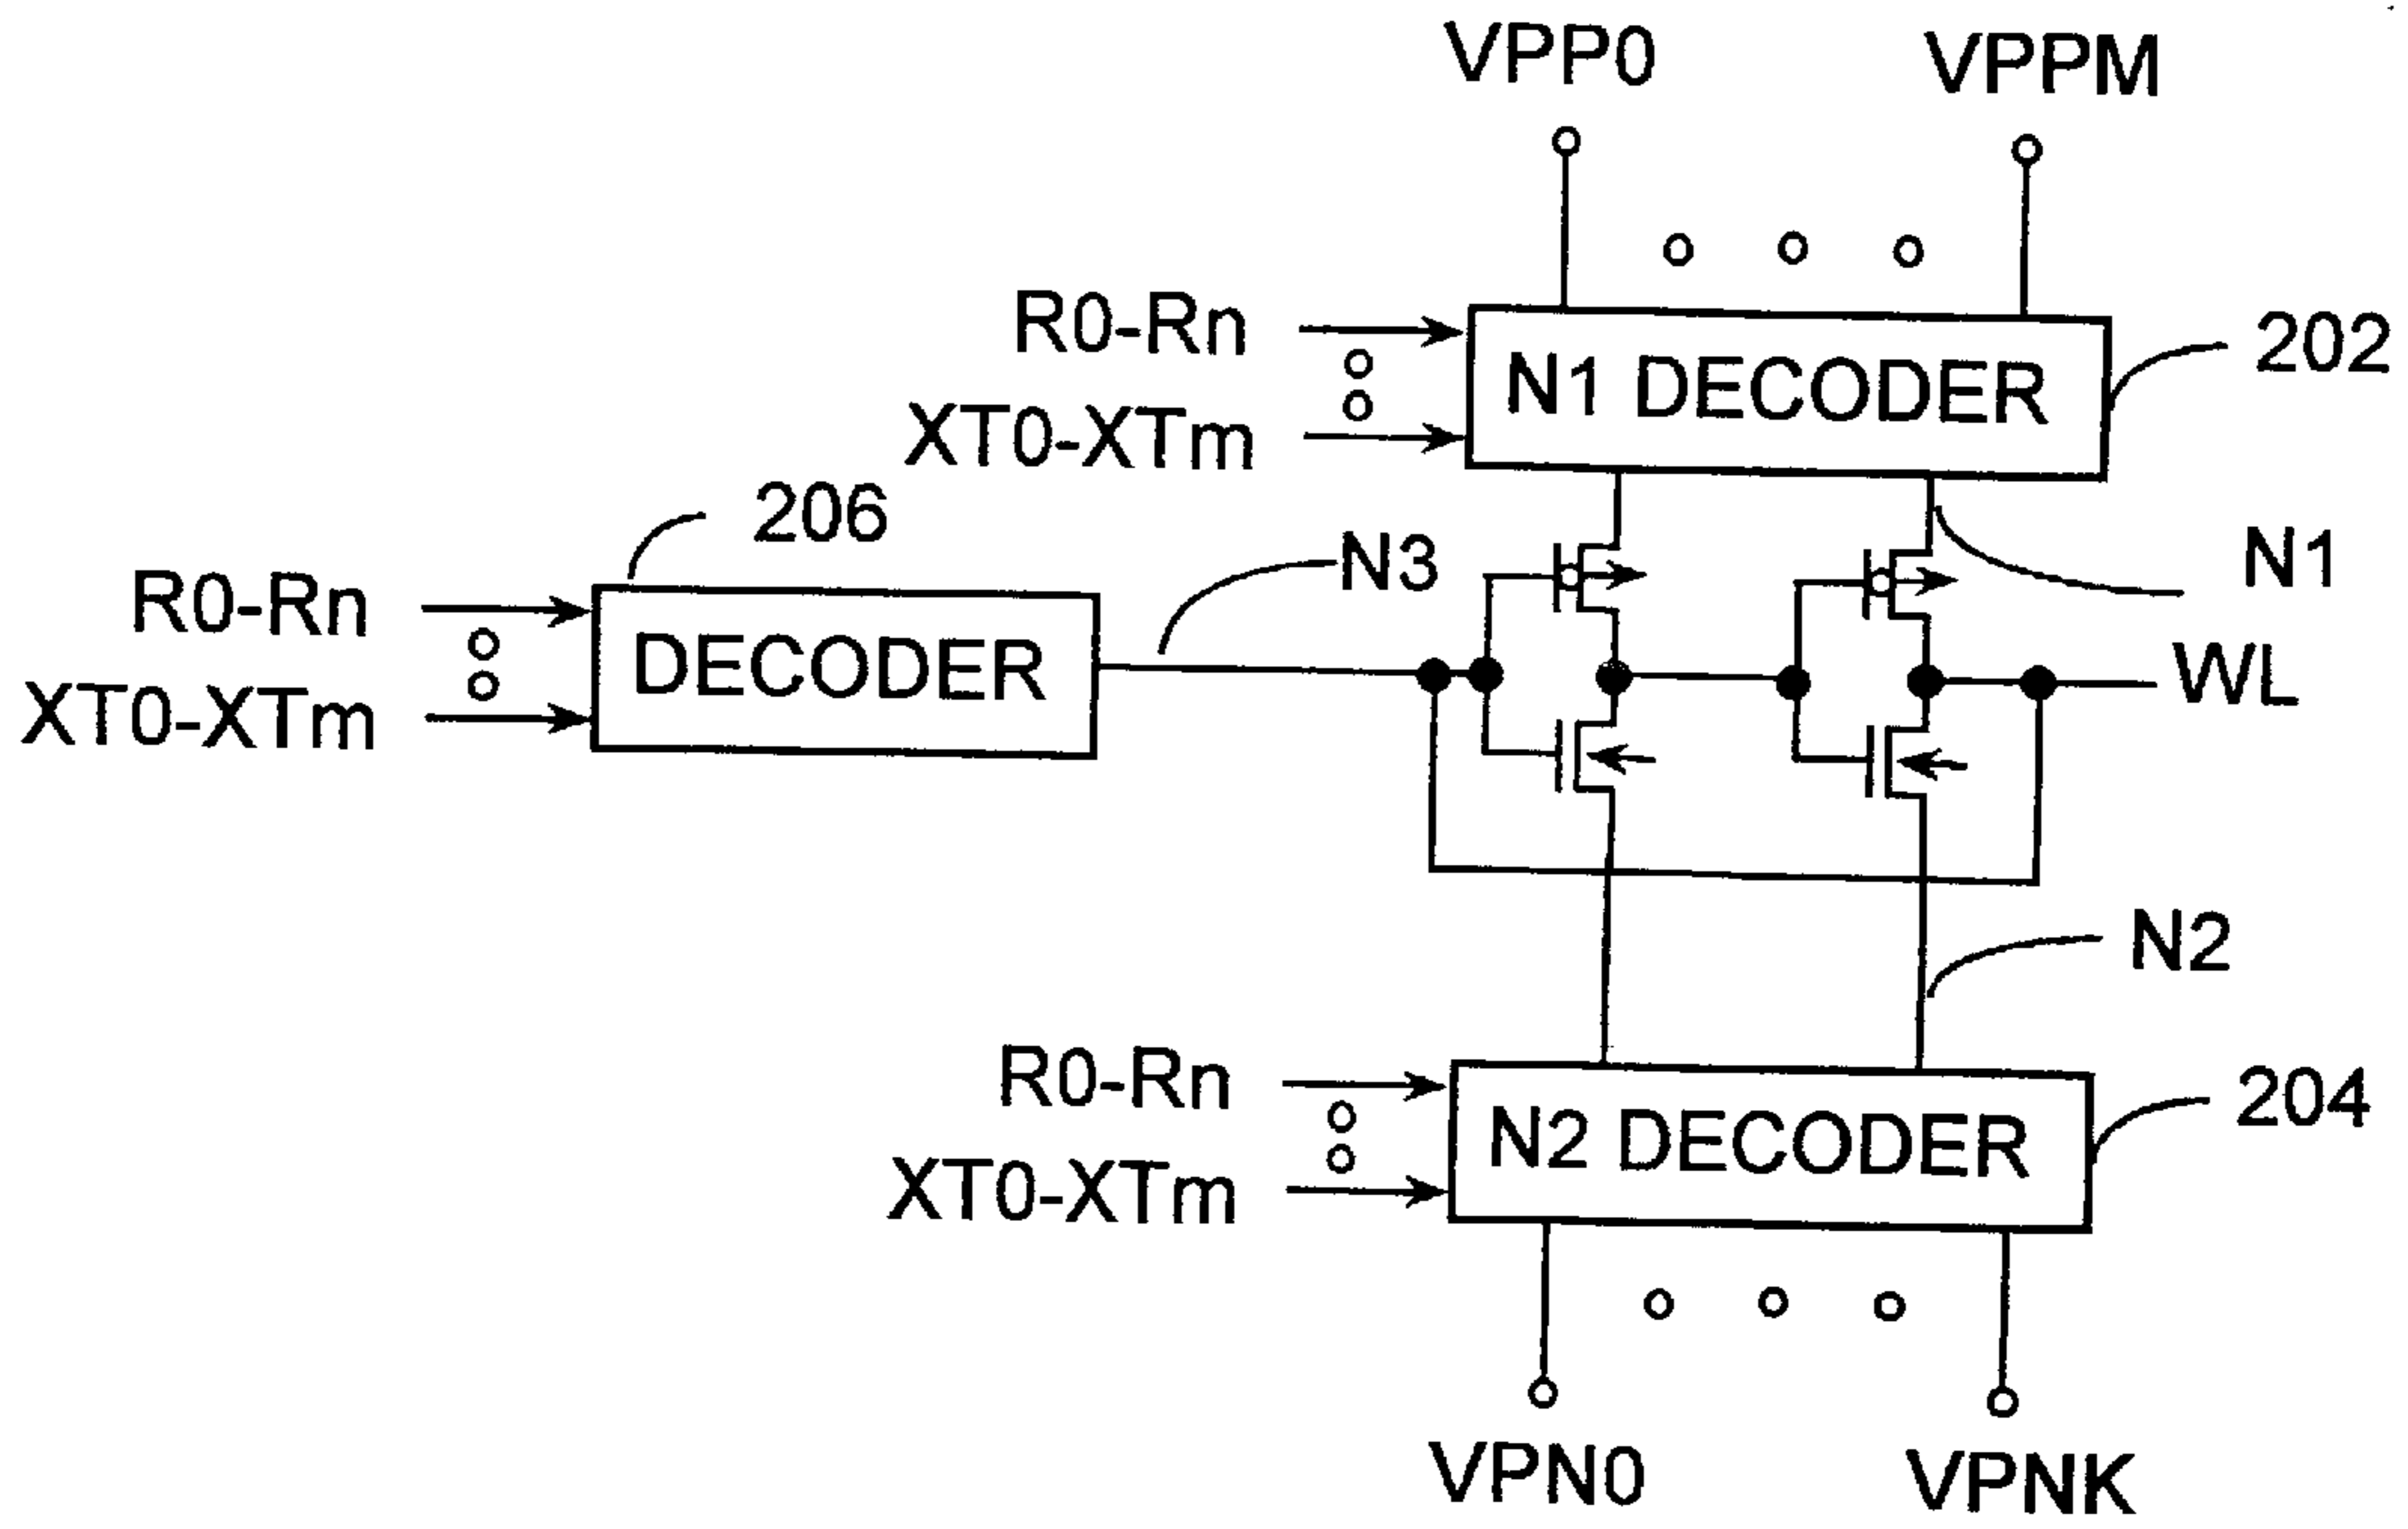 VPP0 VPPM
R0-Rn
N1 DECODER
202
XT0-XTm
206
N3
N1
R0-Rn
DECODER
WL
XT0-XTm
N2
R0-Rn
N2 DECODER
204
XT0-XTm
VPN0 VPNK